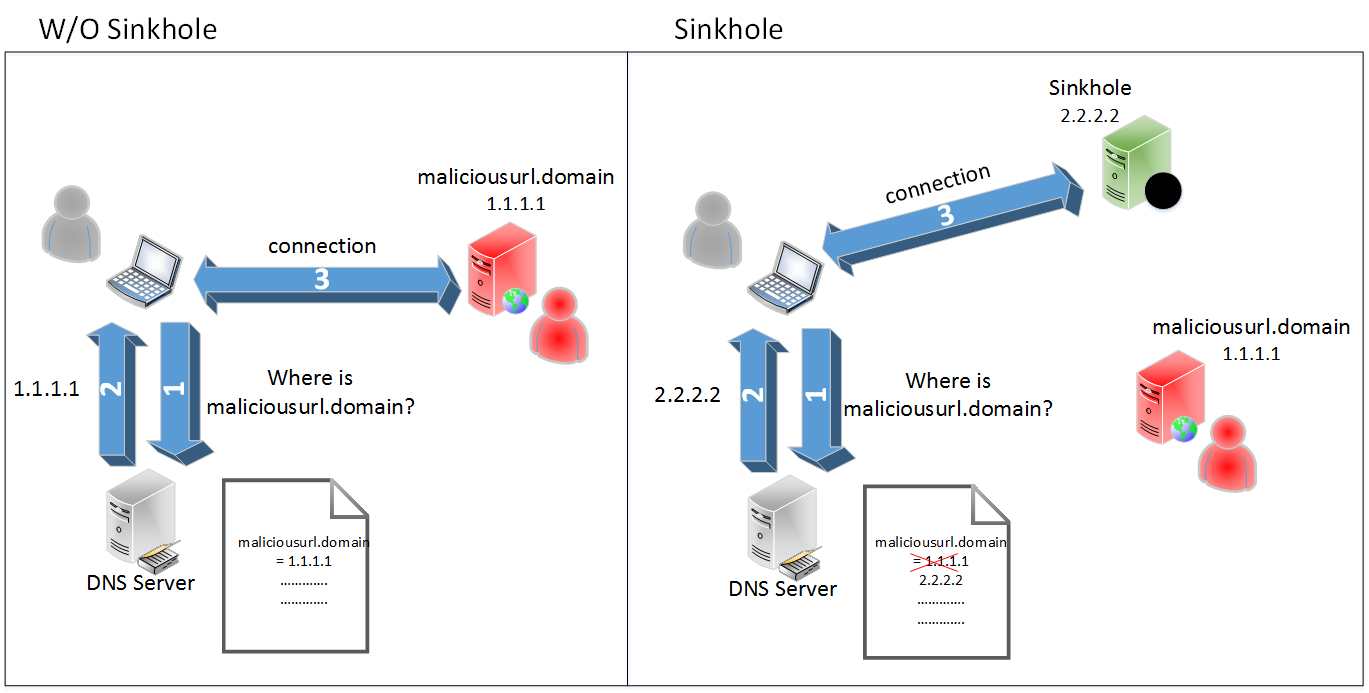 W/O Sinkhole
maliciousurl.domain
1.1.1.1
connection
3
1.1.1.1
2
1
Where is
maliciousurl.domain?
DNS Server
maliciousurl.domain
= 1.1.1.1
.............
.............
Sinkhole
Sinkhole
2.2.2.2
connection
3
maliciousurl.domain
1.1.1.1
2.2.2.2
2
1
Where is
maliciousurl.domain?
DNS Server
maliciousurl.domain
= 1.1.1.1
2.2.2.2
.............
.............